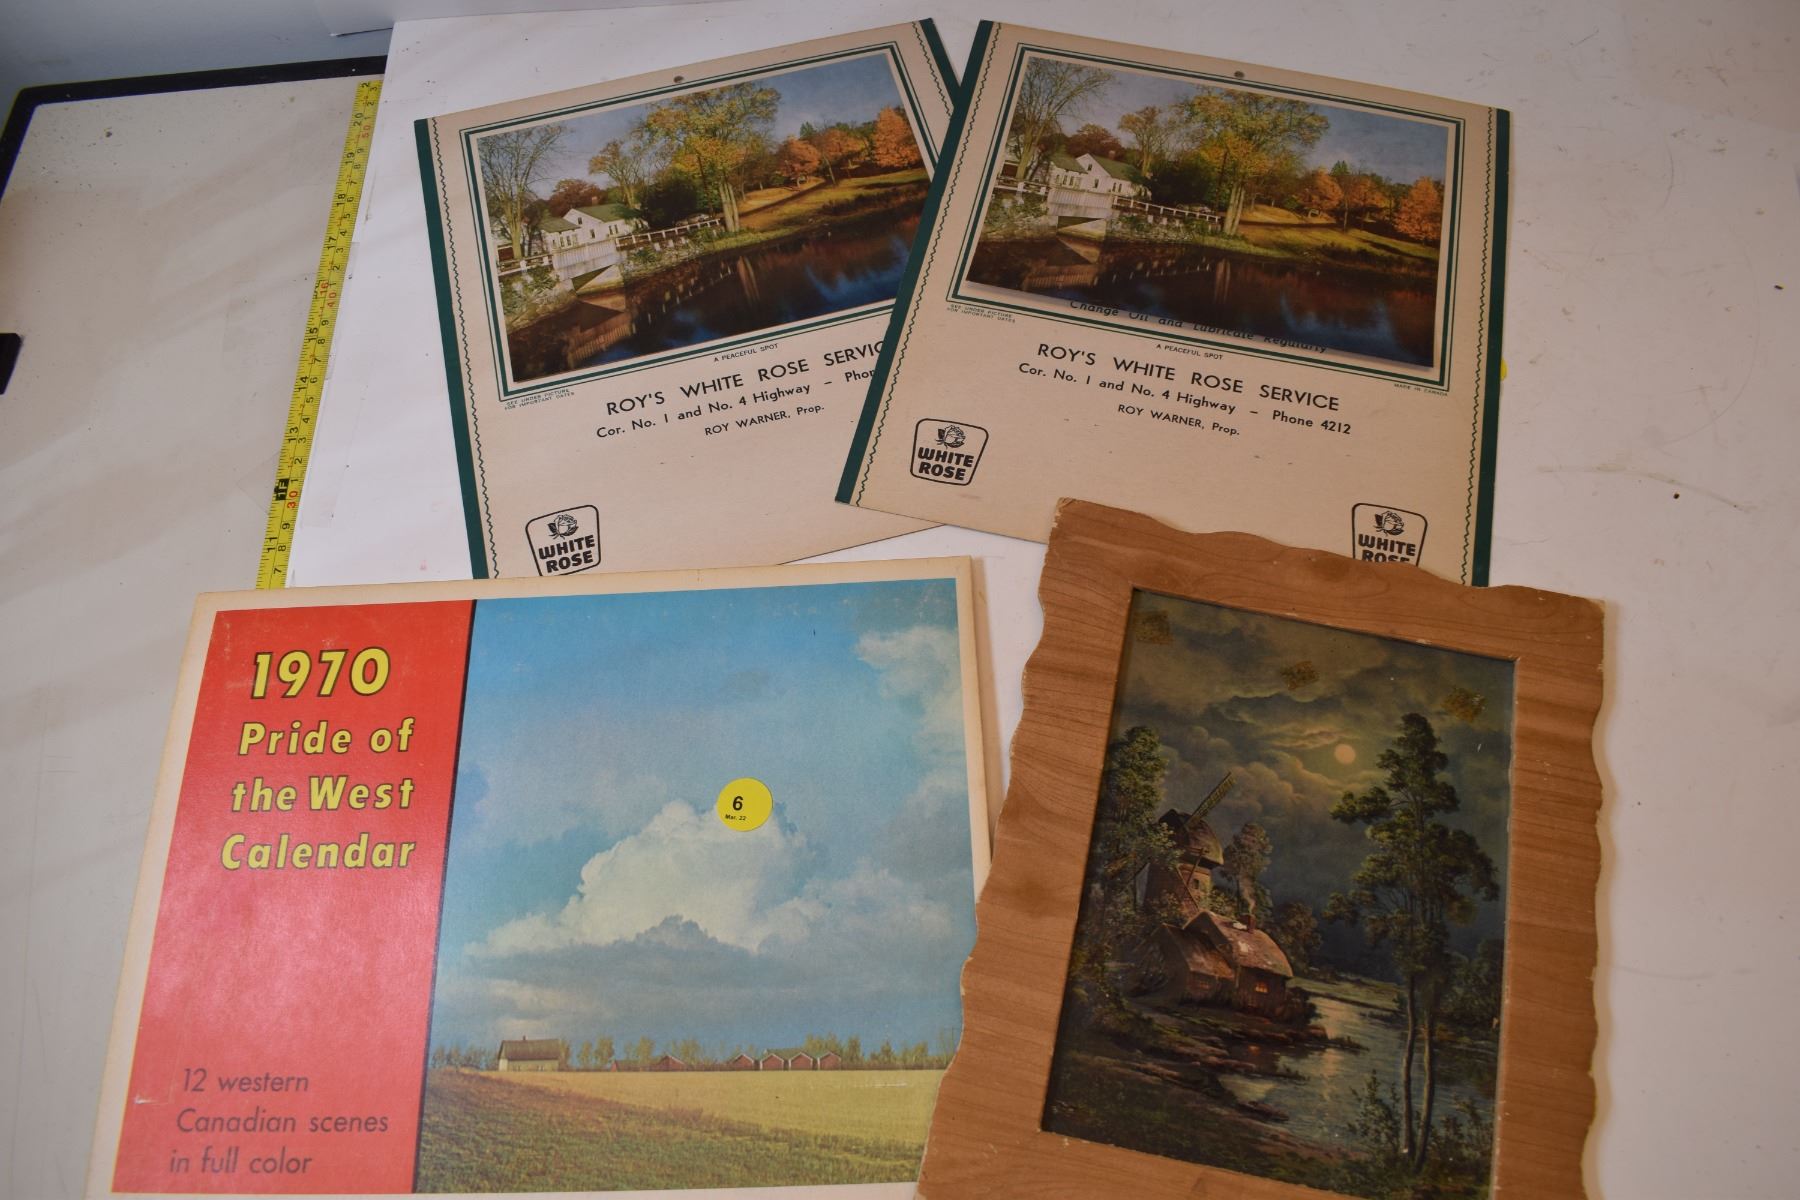 A PEACEFUL SPOT
SEE UNDER PICTURE
FOR IMPORTANT DATES
ROY'S WHITE ROSE SERVIC
Cor. No. 1 and No. 4 Highway – Phon
ROY WARNER, Prop.
WHITE
ROSE
Change Oil and Lubricate Regularly
SEE UNDER PICTURE
FOR IMPORTANT DATES
A PEACEFUL SPOT
MADE IN CANADA
ROY'S WHITE ROSE SERVICE
Cor. No. 1 and No. 4 Highway – Phone 4212
ROY WARNER, Prop.
WHITE
ROSE
WHITE
ROSE
1970
Pride of
the West
Calendar
12 western
Canadian scenes
in full color
6
Mar. 22